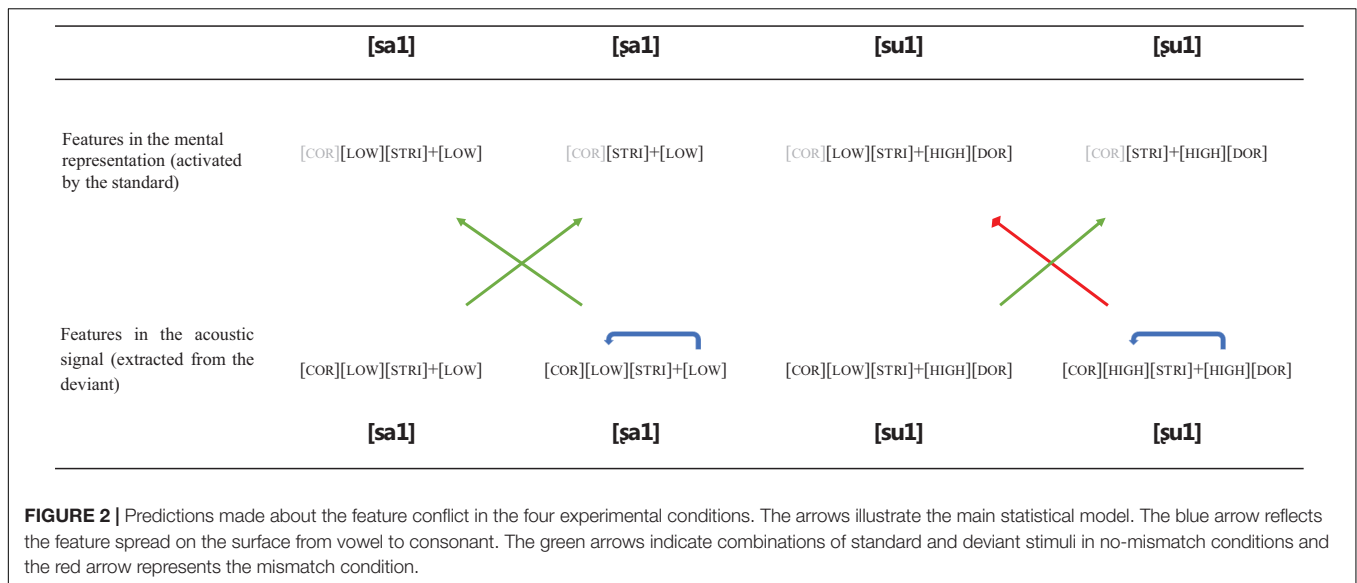 [sa1] [ʂa1] [su1] [ʂu1]
Features in the mental
representation (activated
by the standard)
[COR][LOW][STRI]+[LOW] [COR][STRI]+[LOW] [COR][LOW][STRI]+[HIGH][DOR] [COR][STRI]+[HIGH][DOR]
Features in the acoustic
signal (extracted from the
deviant)
[COR][LOW][STRI]+[LOW] [COR][LOW][STRI]+[LOW] [COR][LOW][STRI]+[HIGH][DOR] [COR][HIGH][STRI]+[HIGH][DOR]
[sa1] [ʂa1] [su1] [ʂu1]
FIGURE 2 | Predictions made about the feature conflict in the four experimental conditions. The arrows illustrate the main statistical model. The blue arrow reflects
the feature spread on the surface from vowel to consonant. The green arrows indicate combinations of standard and deviant stimuli in no-mismatch conditions and
the red arrow represents the mismatch condition.